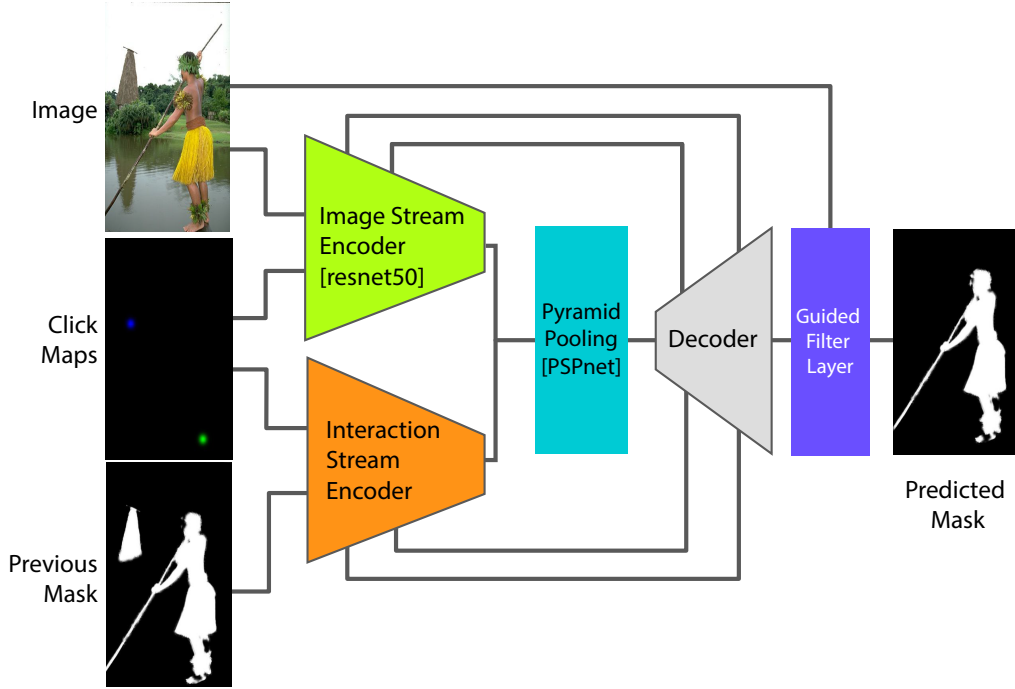 Image
Click
Maps
Previous
Mask
Image Stream
Encoder
[resnet50]
Interaction
Stream
Encoder
Pyramid
Pooling
[PSPnet]
Decoder
Guided
Filter
Layer
Predicted
Mask